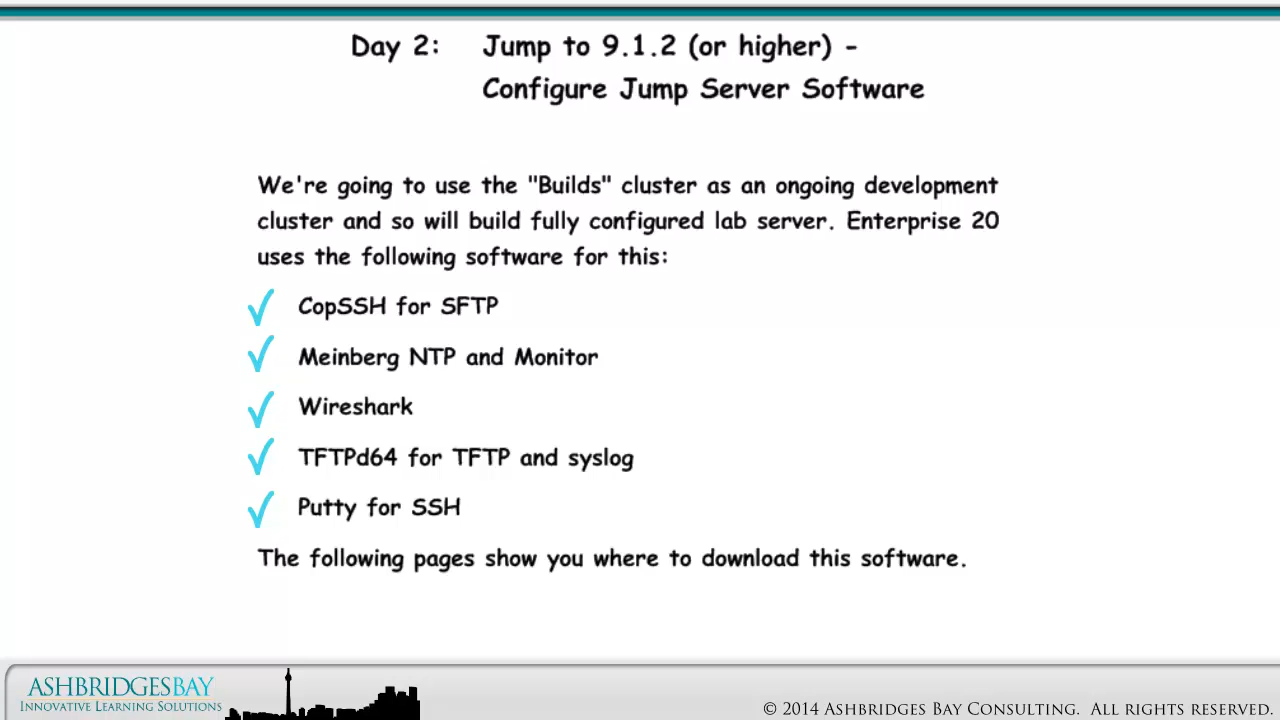 Day 2: Jump to 9.1.2 (or higher) -
Configure Jump Server Software
We're going to use the "Builds" cluster as an ongoing development
cluster and so will build fully configured lab server. Enterprise 20
uses the following software for this:
CopSSH for SFTP
Meinberg NTP and Monitor
Wireshark
TFTPd64 for TFTP and syslog
Putty for SSH
The following pages show you where to download this software.
ASHBRIDGESBAY
INNOVATIVE LEARNING SOLUTIONS
© 2014 ASHBRIDGES BAY CONSULTING. ALL RIGHTS RESERVED.